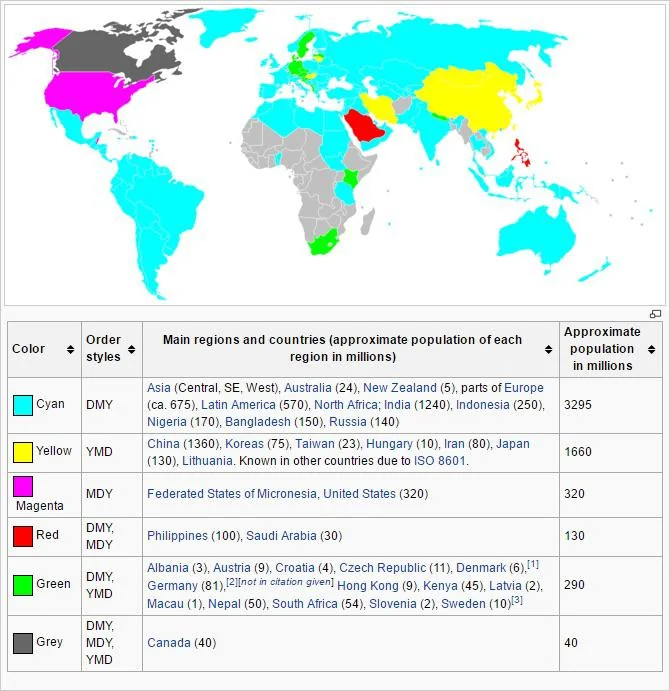 Color
Order
styles
Main regions and countries (approximate population of each
region in millions)
Approximate
population
in millions
Cyan
DMY
Asia (Central, SE, West), Australia (24), New Zealand (5), parts of Europe
(ca. 675), Latin America (570), North Africa; India (1240), Indonesia (250),
Nigeria (170), Bangladesh (150), Russia (140)
3295
Yellow
YMD
China (1360), Koreas (75), Taiwan (23), Hungary (10), Iran (80), Japan
(130), Lithuania. Known in other countries due to ISO 8601.
1660
Magenta
MDY
Federated States of Micronesia, United States (320)
320
Red
DMY,
MDY
Philippines (100), Saudi Arabia (30)
130
Green
DMY,
YMD
Albania (3), Austria (9), Croatia (4), Czech Republic (11), Denmark (6),[1]
Germany (81),[2][not in citation given] Hong Kong (9), Kenya (45), Latvia (2),
Macau (1), Nepal (50), South Africa (54), Slovenia (2), Sweden (10)[3]
290
Grey
DMY,
MDY,
YMD
Canada (40)
40